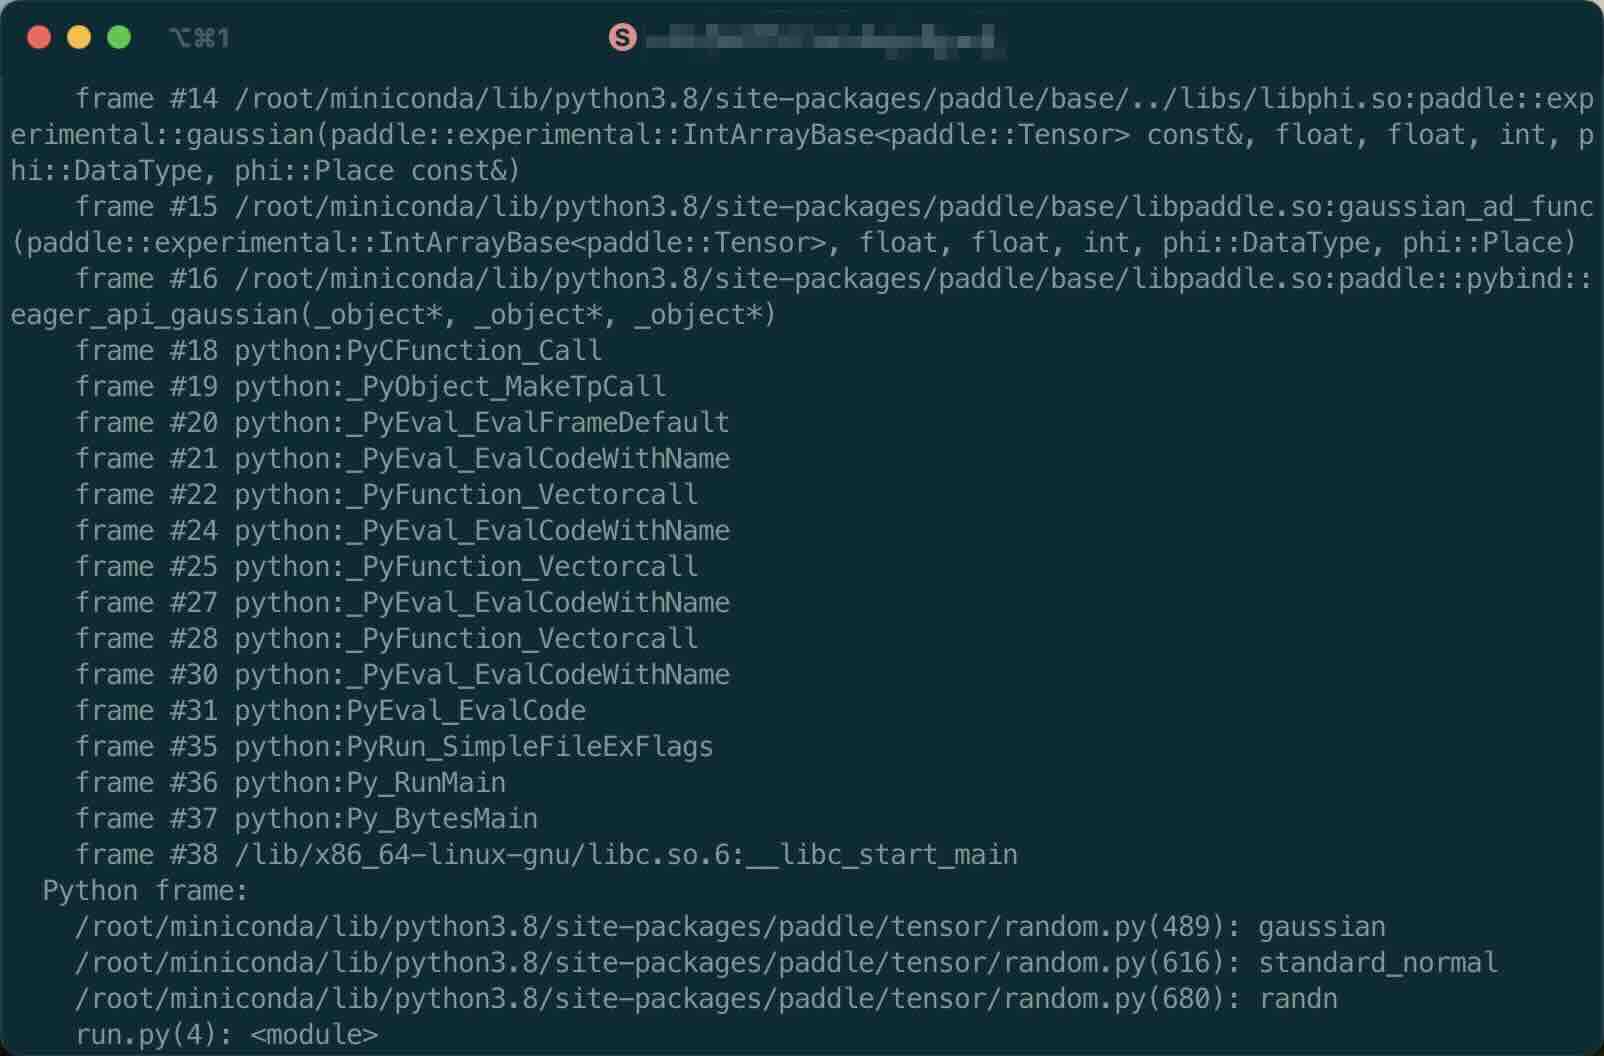 ⌥⌘1
S
frame #14 /root/miniconda/lib/python3.8/site-packages/paddle/base/../libs/libphi.so:paddle::exp
erimental::gaussian(paddle::experimental::IntArrayBase<paddle::Tensor> const&, float, float, int, p
hi::DataType, phi::Place const&)
frame #15 /root/miniconda/lib/python3.8/site-packages/paddle/base/libpaddle.so:gaussian_ad_func
(paddle::experimental::IntArrayBase<paddle::Tensor>, float, float, int, phi::DataType, phi::Place)
frame #16 /root/miniconda/lib/python3.8/site-packages/paddle/base/libpaddle.so:paddle::pybind::
eager_api_gaussian(_object*, _object*, _object*)
frame #18 python:PyCFunction_Call
frame #19 python:_PyObject_MakeTpCall
frame #20 python:_PyEval_EvalFrameDefault
frame #21 python:_PyEval_EvalCodeWithName
frame #22 python:_PyFunction_Vectorcall
frame #24 python:_PyEval_EvalCodeWithName
frame #25 python:_PyFunction_Vectorcall
frame #27 python:_PyEval_EvalCodeWithName
frame #28 python:_PyFunction_Vectorcall
frame #30 python:_PyEval_EvalCodeWithName
frame #31 python:PyEval_EvalCode
frame #35 python:PyRun_SimpleFileExFlags
frame #36 python:Py_RunMain
frame #37 python:Py_BytesMain
frame #38 /lib/x86_64-linux-gnu/libc.so.6:__libc_start_main
Python frame:
/root/miniconda/lib/python3.8/site-packages/paddle/tensor/random.py(489): gaussian
/root/miniconda/lib/python3.8/site-packages/paddle/tensor/random.py(616): standard_normal
/root/miniconda/lib/python3.8/site-packages/paddle/tensor/random.py(680): randn
run.py(4): <module>